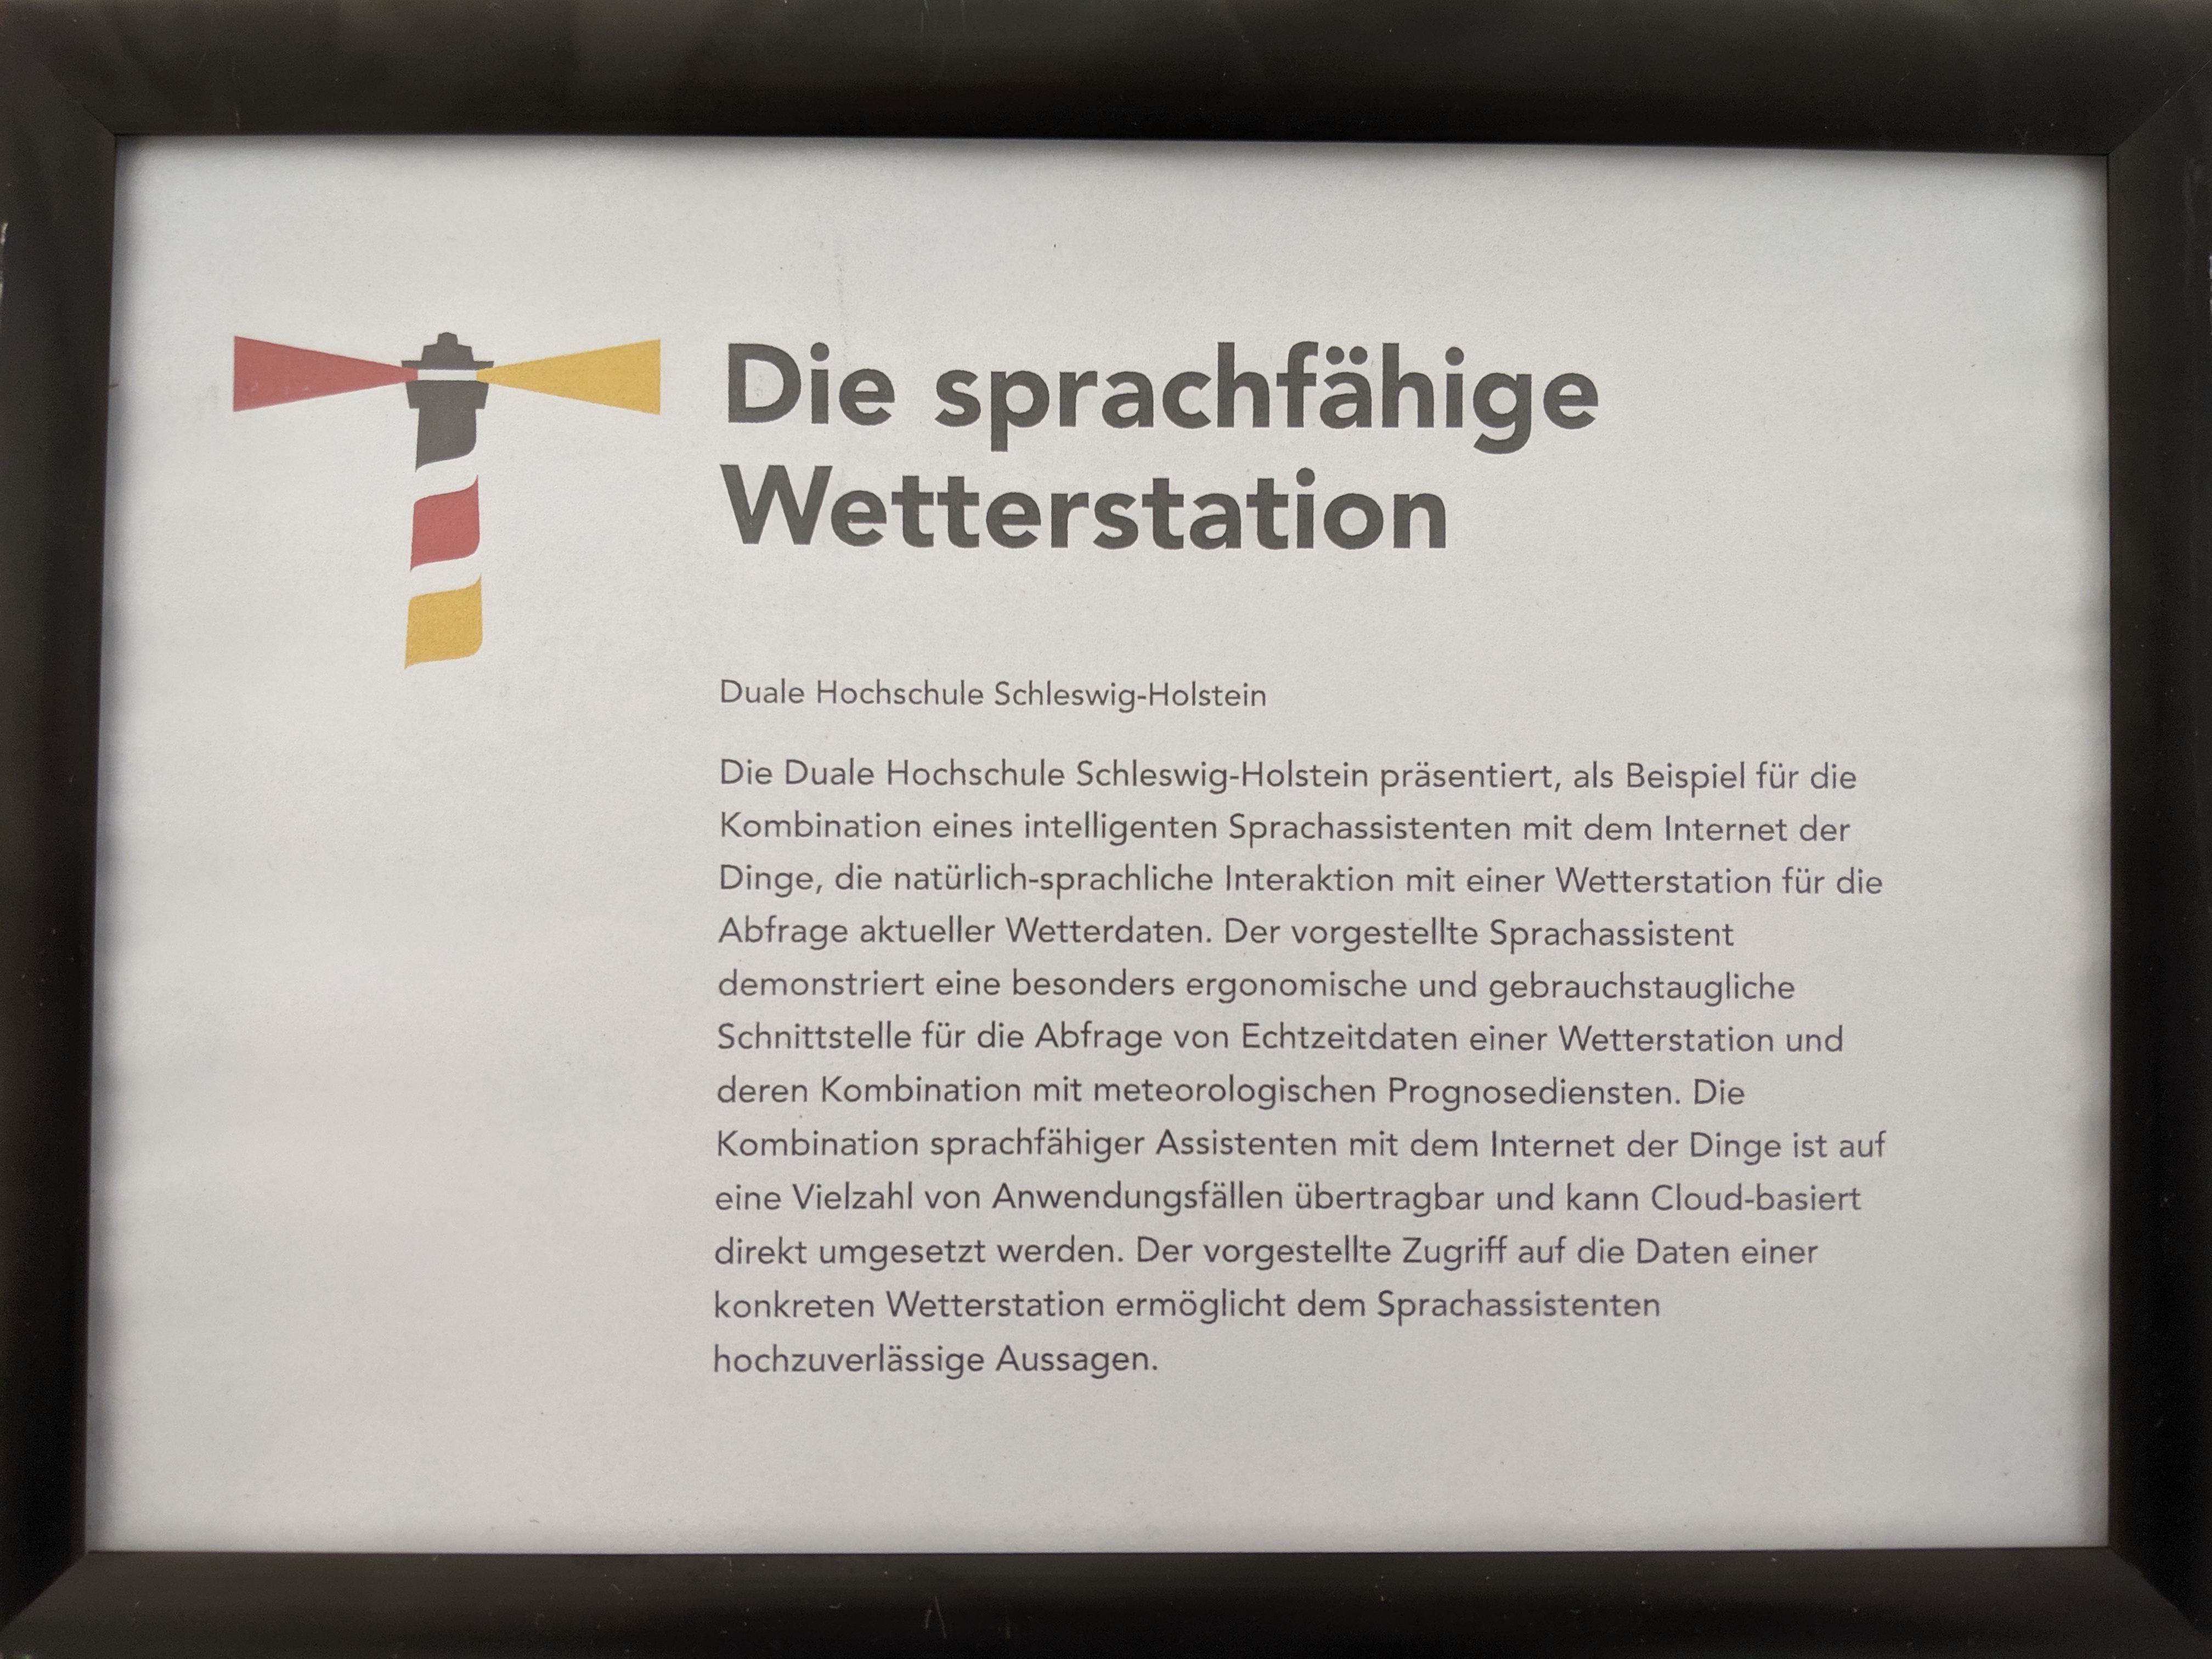 Die sprachfähige
Wetterstation
Duale Hochschule Schleswig-Holstein
Die Duale Hochschule Schleswig-Holstein präsentiert, als Beispiel für die
Kombination eines intelligenten Sprachassistenten mit dem Internet der
Dinge, die natürlich-sprachliche Interaktion mit einer Wetterstation für die
Abfrage aktueller Wetterdaten. Der vorgestellte Sprachassistent
demonstriert eine besonders ergonomische und gebrauchstaugliche
Schnittstelle für die Abfrage von Echtzeitdaten einer Wetterstation und
deren Kombination mit meteorologischen Prognosediensten. Die
Kombination sprachfähiger Assistenten mit dem Internet der Dinge ist auf
eine Vielzahl von Anwendungsfällen übertragbar und kann Cloud-basiert
direkt umgesetzt werden. Der vorgestellte Zugriff auf die Daten einer
konkreten Wetterstation ermöglicht dem Sprachassistenten
hochzuverlässige Aussagen.